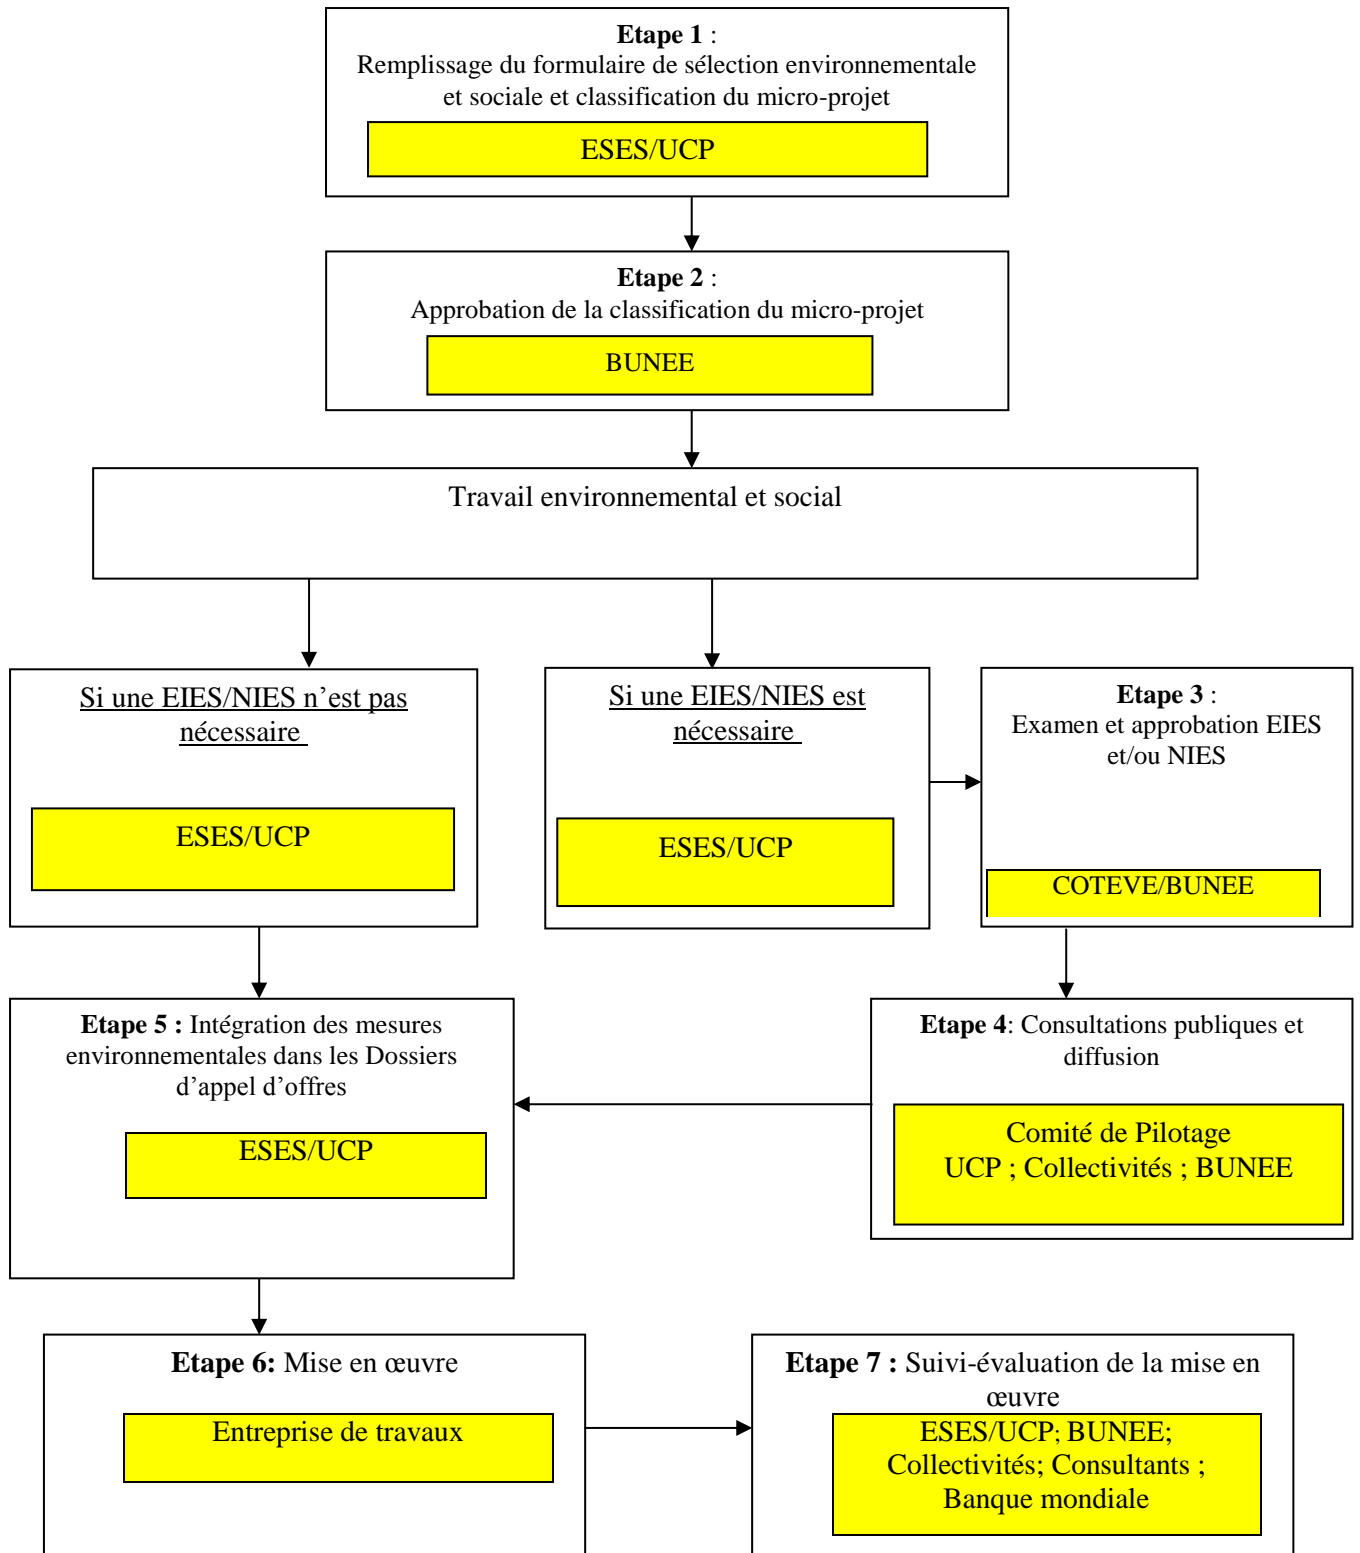 Etape 1 :
Remplissage du formulaire de sélection environnementale
et sociale et classification du micro-projet
ESES/UCP
Etape 2 :
Approbation de la classification du micro-projet
BUNEE
Travail environnemental et social
Si une EIES/NIES n’est pas
nécessaire
ESES/UCP
Si une EIES/NIES est
nécessaire
ESES/UCP
Etape 3 :
Examen et approbation EIES
et/ou NIES
COTEVE/BUNEE
Etape 5 : Intégration des mesures
environnementales dans les Dossiers
d’appel d’offres
ESES/UCP
Etape 4: Consultations publiques et
diffusion
Comité de Pilotage
UCP ; Collectivités ; BUNEE
Etape 6: Mise en œuvre
Entreprise de travaux
Etape 7 : Suivi-évaluation de la mise en
œuvre
ESES/UCP; BUNEE;
Collectivités; Consultants ;
Banque mondiale